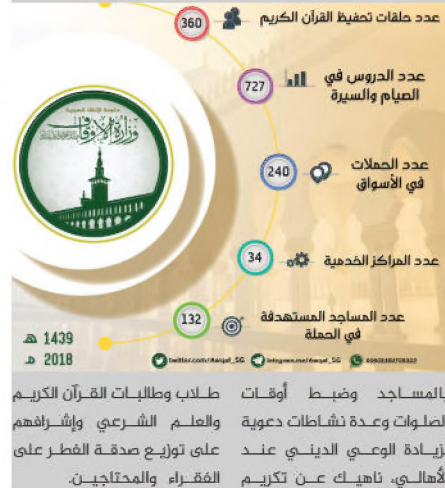 عدد حلقات تحفيظ القرآن الكريم
360
عدد الدروس في
الصيام والسيرة
727
وزارة الأوقاف
عدد الحملات
في الأسواق
240
عدد المراكز الخدمية
34
عدد المساجد المستهدفة
في الحملة
132
1439 هـ
2018 م
twitter.com/Awqaf_SG
telegram.me/Awqaf_SG
بالمساجد وضبط أوقات
الصلوات وعدة نشاطات دعوية
لزيادة الوعي الديني عند
الأهالي، ناهيك عن تكريم
طلاب وطالبات القرآن الكريم
والعلم الشرعي وإشرافهم
على توزيع صدقة الفطر على
الفقراء والمحتاجين.